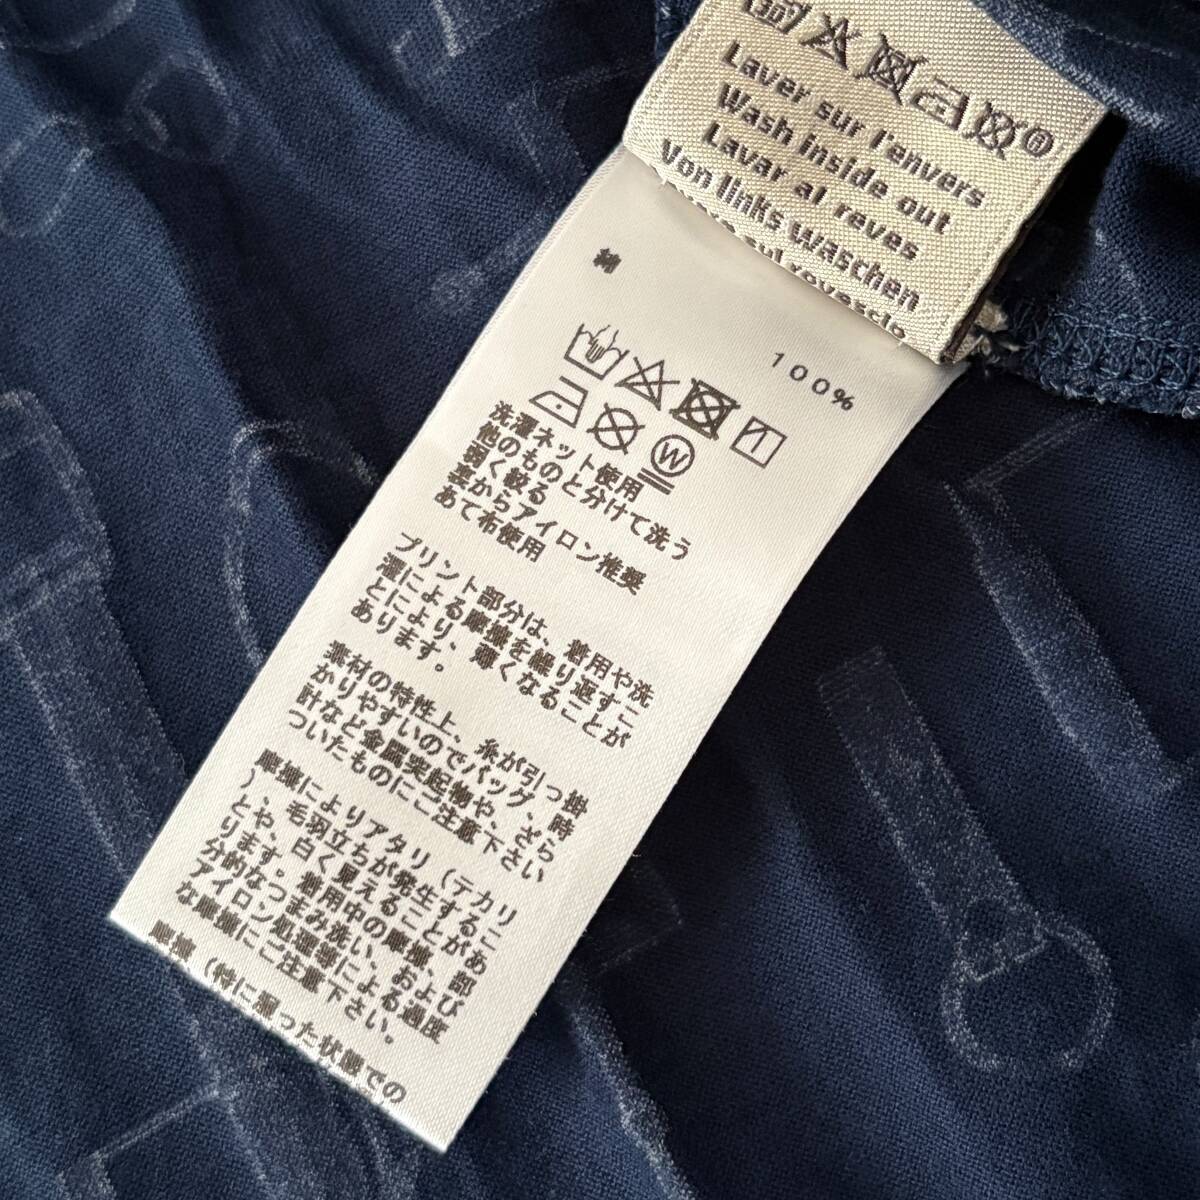 30
Laver sur l'envers
Wash inside out
Lavar al reves
Von links waschen
sul rovescio
綿
100%
W
洗濯ネット使用
他のものと分けて洗う
弱く絞る
裏からアイロン推奨
あて布使用
プリント部分は、着用や洗
濯による摩擦を繰り返すこ
とにより、薄くなることが
あります。
素材の特性上、糸が引っ掛
かりやすいのでバッグ、時
計など金属突起物や、ざら
ついたものにご注意下さい
摩擦によりアタリ(テカリ
)や、毛羽立ちが発生するこ
とや、白く見えることがあ
ります。着用中の摩擦、部
分的なつまみ洗い、および
アイロン処理等による過度
な摩擦にご注意下さい。
摩擦(特に湿った状態での